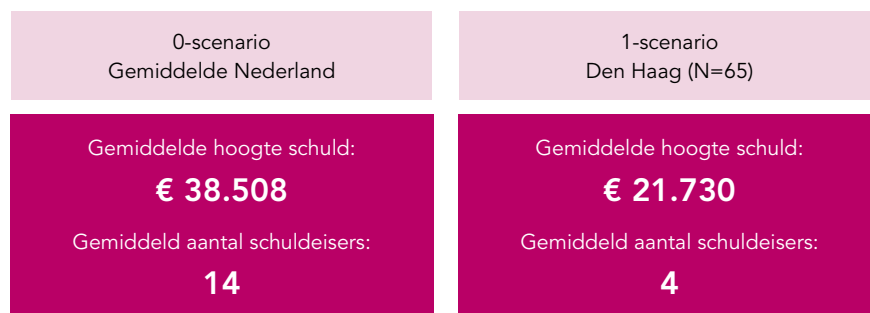 0-scenario
Gemiddelde Nederland
Gemiddelde hoogte schuld:
€ 38.508
Gemiddeld aantal schuldeisers:
14
1-scenario
Den Haag (N=65)
Gemiddelde hoogte schuld:
€ 21.730
Gemiddeld aantal schuldeisers:
4